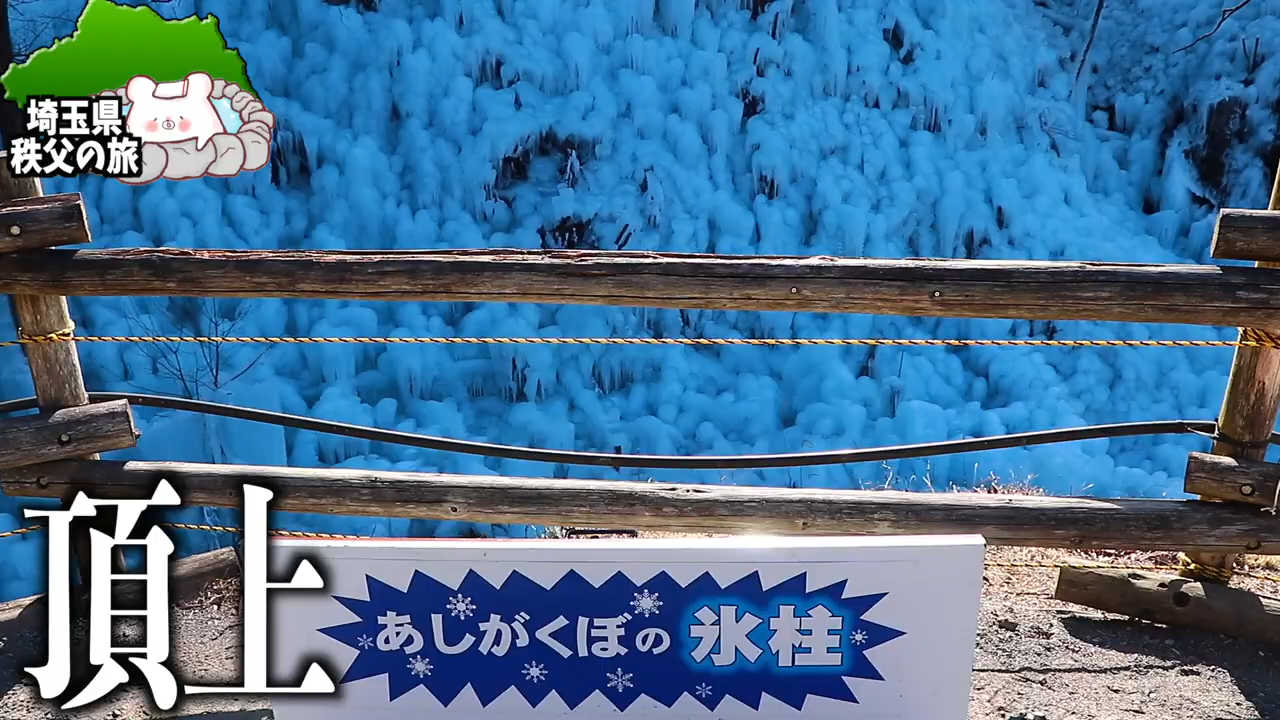 埼玉県
秩父の旅
頂上
あしがくぼの氷柱